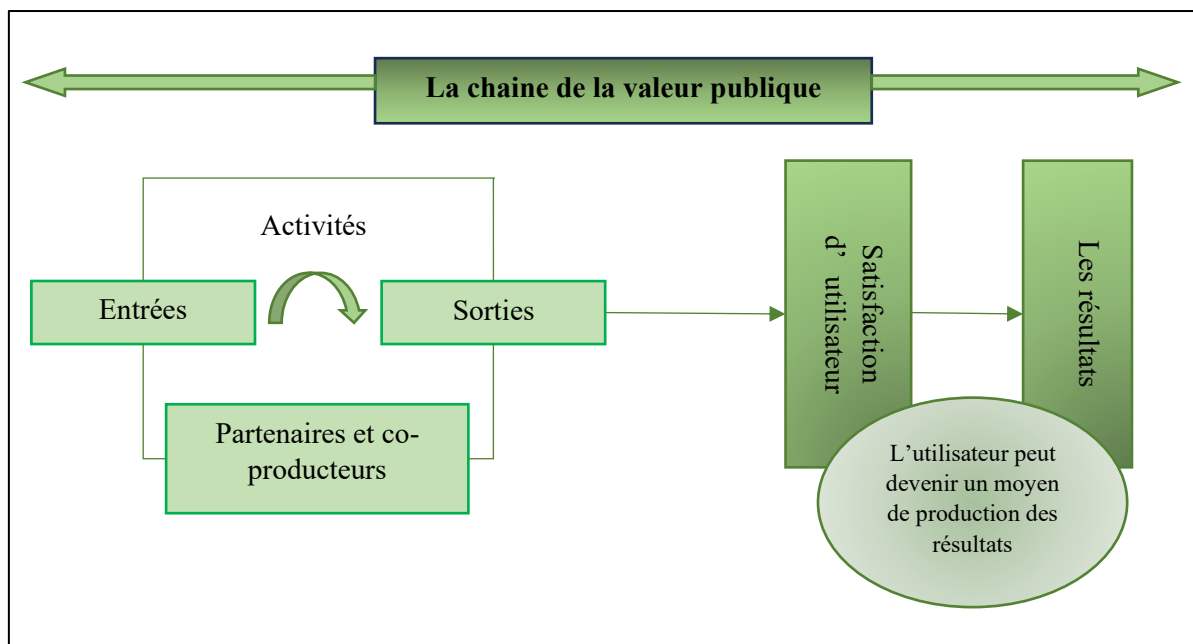 La chaine de la valeur publique
Activités
Entrées
Sorties
Partenaires et co-
producteurs
Satisfaction
d’ utilisateur
Les résultats
L’utilisateur peut
devenir un moyen
de production des
résultats